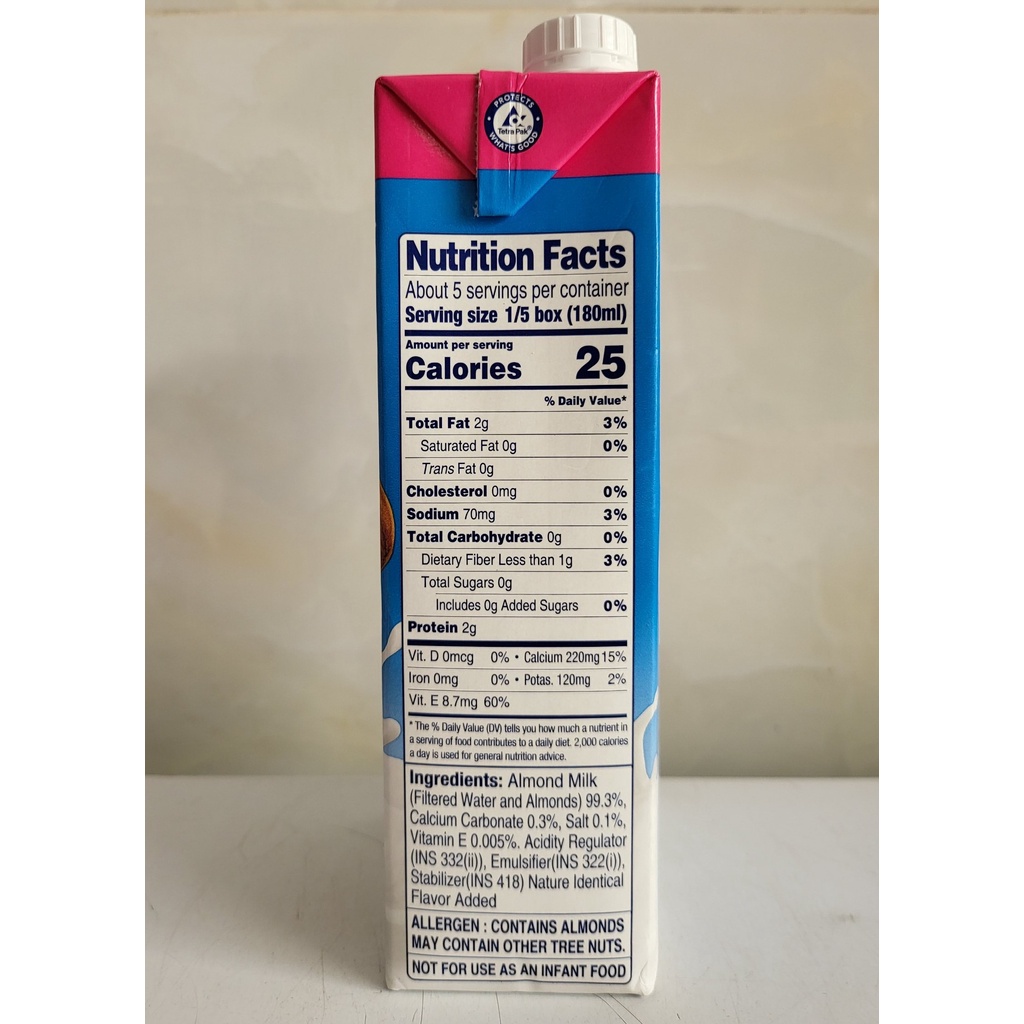 PROTECTS
Tetra Pak®
WHAT'S GOOD
Nutrition Facts
About 5 servings per container
Serving size 1/5 box (180ml)
Amount per serving
Calories 25
% Daily Value*
Total Fat 2g 3%
Saturated Fat 0g 0%
Trans Fat 0g
Cholesterol 0mg 0%
Sodium 70mg 3%
Total Carbohydrate 0g 0%
Dietary Fiber Less than 1g 3%
Total Sugars 0g
Includes 0g Added Sugars 0%
Protein 2g
Vit. D 0mcg 0% • Calcium 220mg 15%
Iron 0mg 0% • Potas. 120mg 2%
Vit. E 8.7mg 60%
* The % Daily Value (DV) tells you how much a nutrient in
a serving of food contributes to a daily diet. 2,000 calories
a day is used for general nutrition advice.
Ingredients: Almond Milk
(Filtered Water and Almonds) 99.3%,
Calcium Carbonate 0.3%, Salt 0.1%,
Vitamin E 0.005%. Acidity Regulator
(INS 332(ii)), Emulsifier(INS 322(i)),
Stabilizer(INS 418) Nature Identical
Flavor Added
ALLERGEN : CONTAINS ALMONDS
MAY CONTAIN OTHER TREE NUTS.
NOT FOR USE AS AN INFANT FOOD